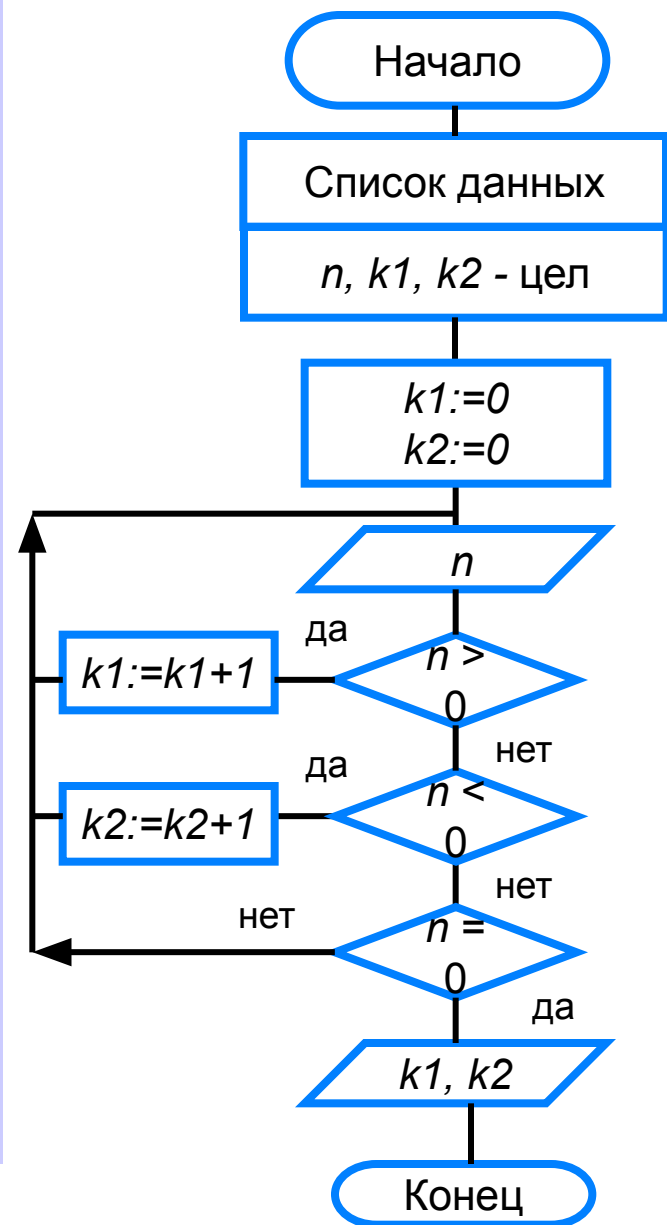 Начало
Список данных
n, k1, k2 - цел
k1:=0
k2:=0
n
да
k1:=k1+1
n >
0
нет
да
k2:=k2+1
n <
0
нет
нет
n =
0
да
k1, k2
Конец